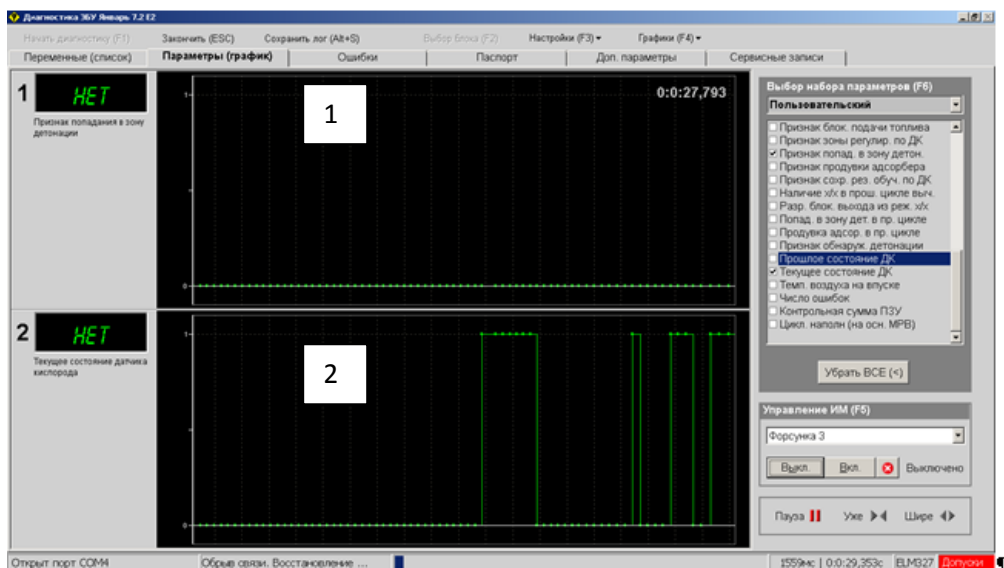 Диагностика ЭБУ Январь 7.2 E2
Начать диагностику (F1) Закончить (ESC) Сохранить лог (Alt+S) Выбор блока (F2) Настройки (F3) Графики (F4)
Переменные (список) Параметры (график) Ошибки Паспорт Доп. параметры Сервисные записи
1 НЕТ
Признак попадания в зону
детонации
1
1
0:0:27,793
0
2 НЕТ
Текущее состояние датчика
кислорода
1
2
0
Выбор набора параметров (F6)
Пользовательский
Признак блок. подачи топлива
Признак зоны регулир. по ДК
Признак попад. в зону детон.
Признак продувки адсорбера
Признак сохр. рез. обуч. по ДК
Наличие х/х в прош. цикле выч.
Разр. блок. выхода из реж. х/х
Попад. в зону дет. в пр. цикле
Продувка адсор. в пр. цикле
Признак обнаруж. детонации
Прошлое состояние ДК
Текущее состояние ДК
Темп. воздуха на впуске
Число ошибок
Контрольная сумма ПЗУ
Цикл. наполн (на осн. МРВ)
Убрать ВСЕ (<)
Управление ИМ (F5)
Форсунка 3
Выкл. Вкл. Выключено
Пауза Уже Шире
Открыт порт COM4 Обрыв связи. Восстановление ... 1559мс | 0:0:29,353с ELM327 Допуски ¶